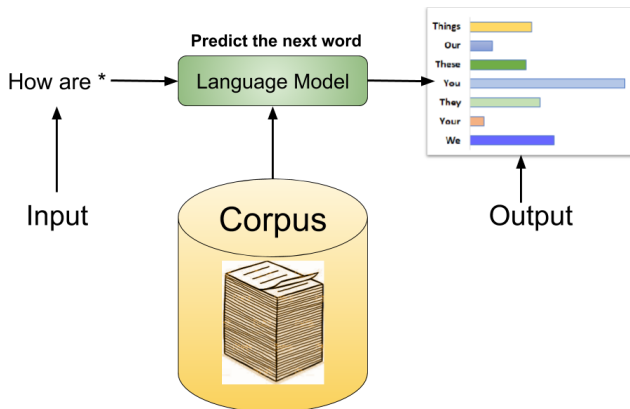 Predict the next word
How are *
Language Model
Things
Our
These
You
They
Your
We
Input
Corpus
Output